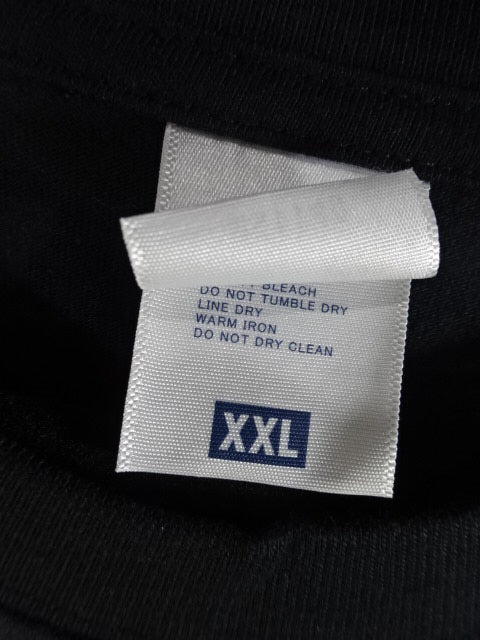 BLEACH
DO NOT TUMBLE DRY
LINE DRY
WARM IRON
DO NOT DRY CLEAN
XXL